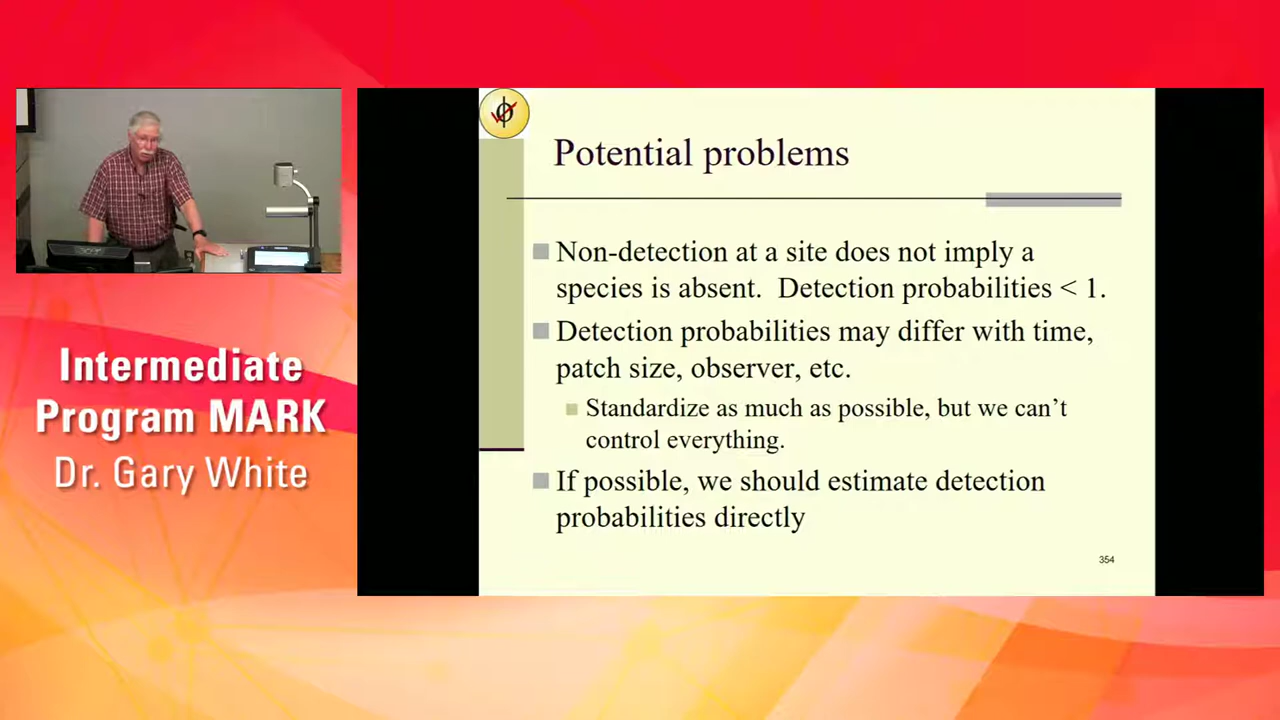 Potential problems
Non-detection at a site does not imply a
species is absent.  Detection probabilities < 1.
Detection probabilities may differ with time,
patch size, observer, etc.
Standardize as much as possible, but we can't
control everything.
If possible, we should estimate detection
probabilities directly
354
Intermediate
Program MARK
Dr. Gary White